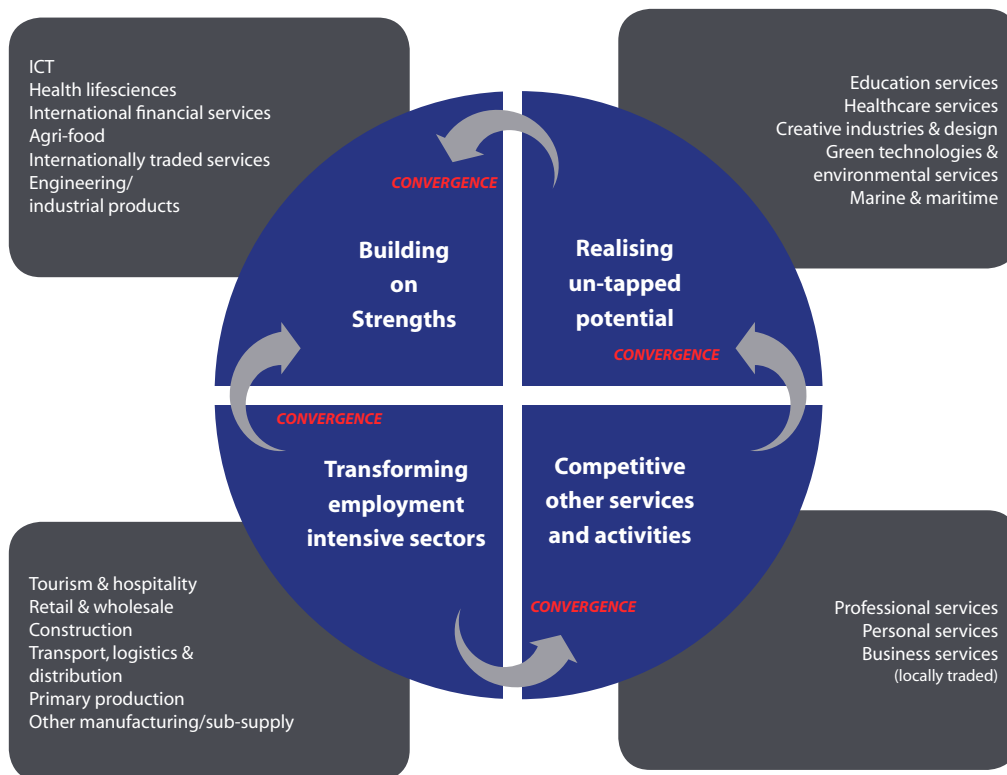 ICT
Health lifesciences
International financial services
Agri-food
Internationally traded services
Engineering/
industrial products
Education services
Healthcare services
Creative industries & design
Green technologies &
environmental services
Marine & maritime
CONVERGENCE
Building
on
Strengths
Realising
un-tapped
potential
CONVERGENCE
CONVERGENCE
Transforming
employment
intensive sectors
Competitive
other services
and activities
CONVERGENCE
Tourism & hospitality
Retail & wholesale
Construction
Transport, logistics &
distribution
Primary production
Other manufacturing/sub-supply
Professional services
Personal services
Business services
(locally traded)